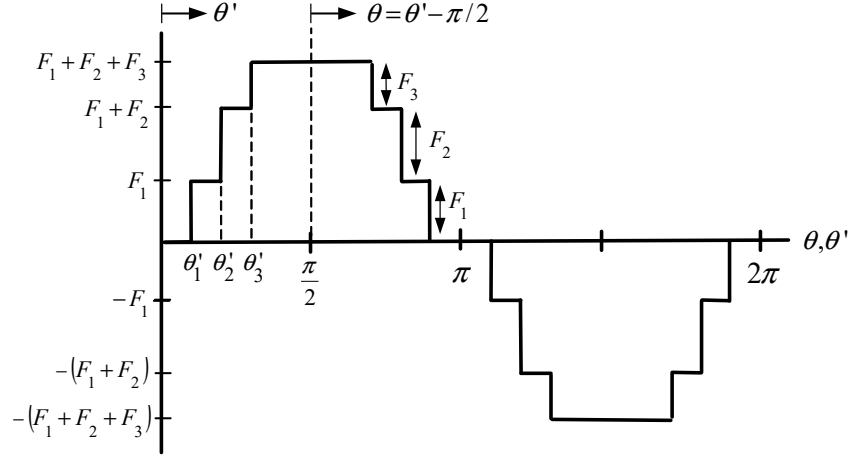 θ'
θ = θ' − π/2
F₁ + F₂ + F₃
F₃
F₁ + F₂
F₂
F₁
F₁
θ'₁ θ'₂ θ'₃
π/2
π
2π
θ,θ'
−F₁
−(F₁ + F₂)
−(F₁ + F₂ + F₃)